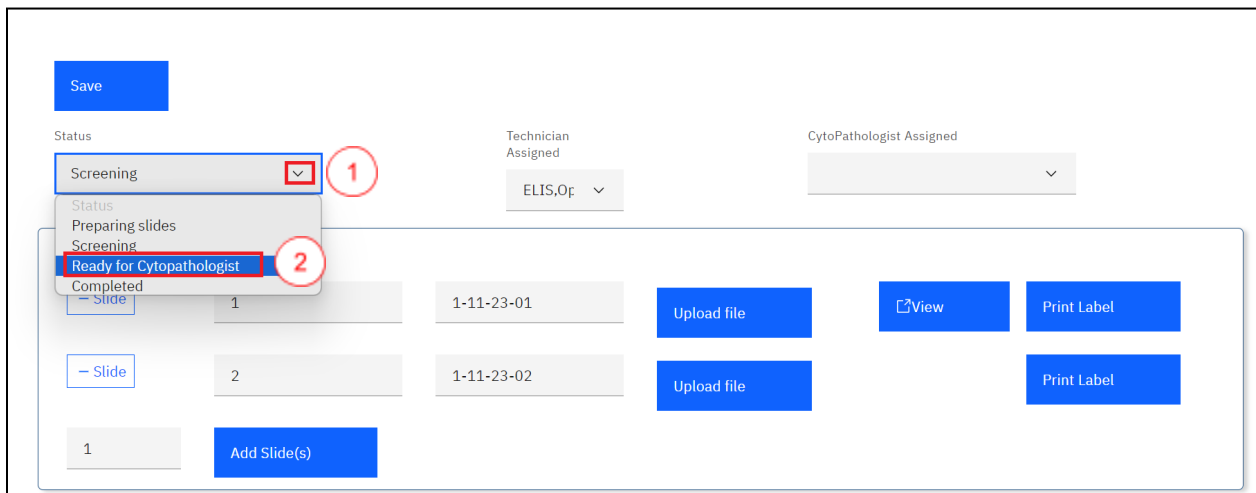 Save
Status
Technician
Assigned
CytoPathologist Assigned
Screening
1
ELIS,Op
Status
Preparing slides
Screening
Ready for Cytopathologist
2
Completed
− Slide
1
1-11-23-01
Upload file
View
Print Label
− Slide
2
1-11-23-02
Upload file
Print Label
1
Add Slide(s)